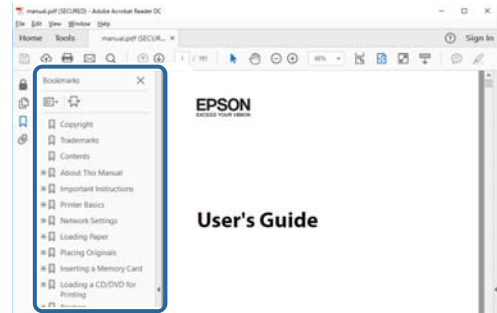 manual.pdf (SECURED) - Adobe Acrobat Reader DC
File Edit View Window Help
Home Tools manual.pdf (SECUR... × Sign In
1 / 191
Bookmarks
EPSON
EXCEED YOUR VISION
Copyright
Trademarks
Contents
About This Manual
Important Instructions
Printer Basics
Network Settings
User's Guide
Loading Paper
Placing Originals
Inserting a Memory Card
Loading a CD/DVD for
Printing